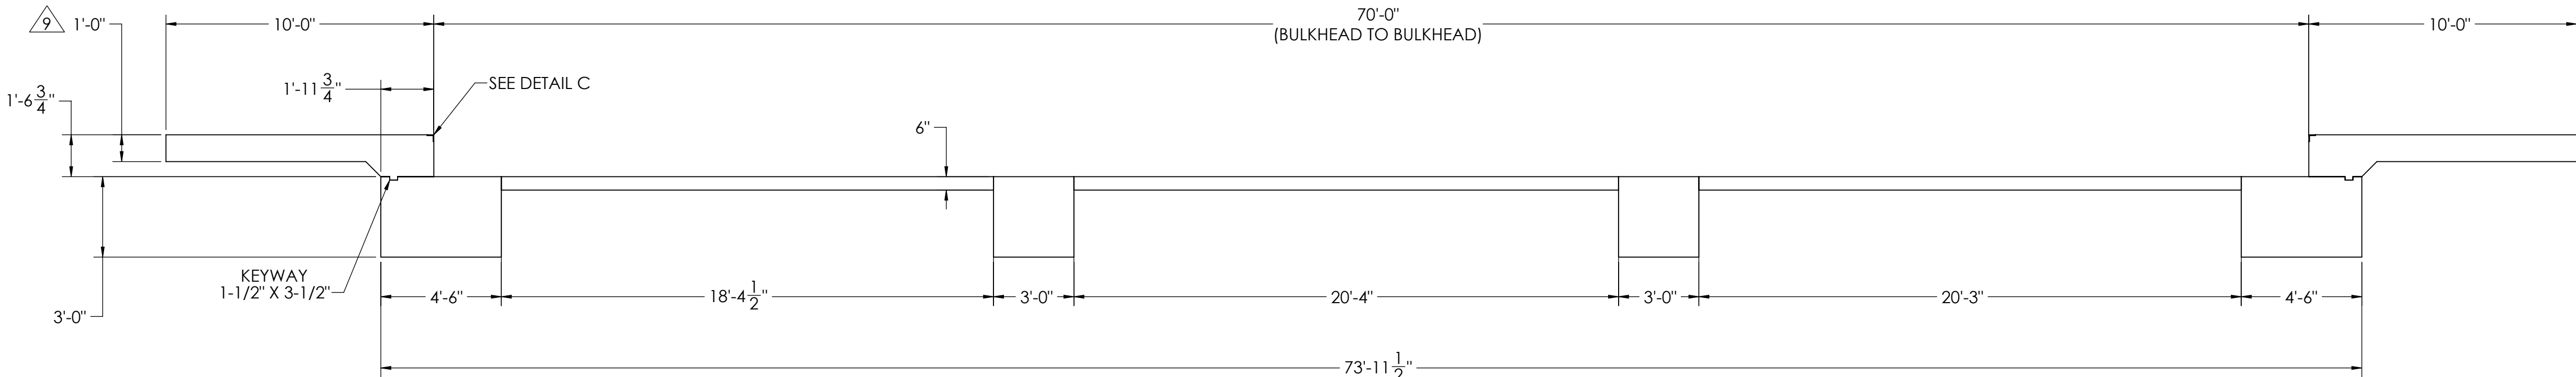 9 1'-0" 10'-0" 70'-0" 10'-0"
(BULKHEAD TO BULKHEAD)
1'-11 3/4" SEE DETAIL C
1'-6 3/4"
6"
KEYWAY
1-1/2" X 3-1/2"
4'-6" 18'-4 1/2" 3'-0" 20'-4" 3'-0" 20'-3" 4'-6"
3'-0"
73'-11 1/2"